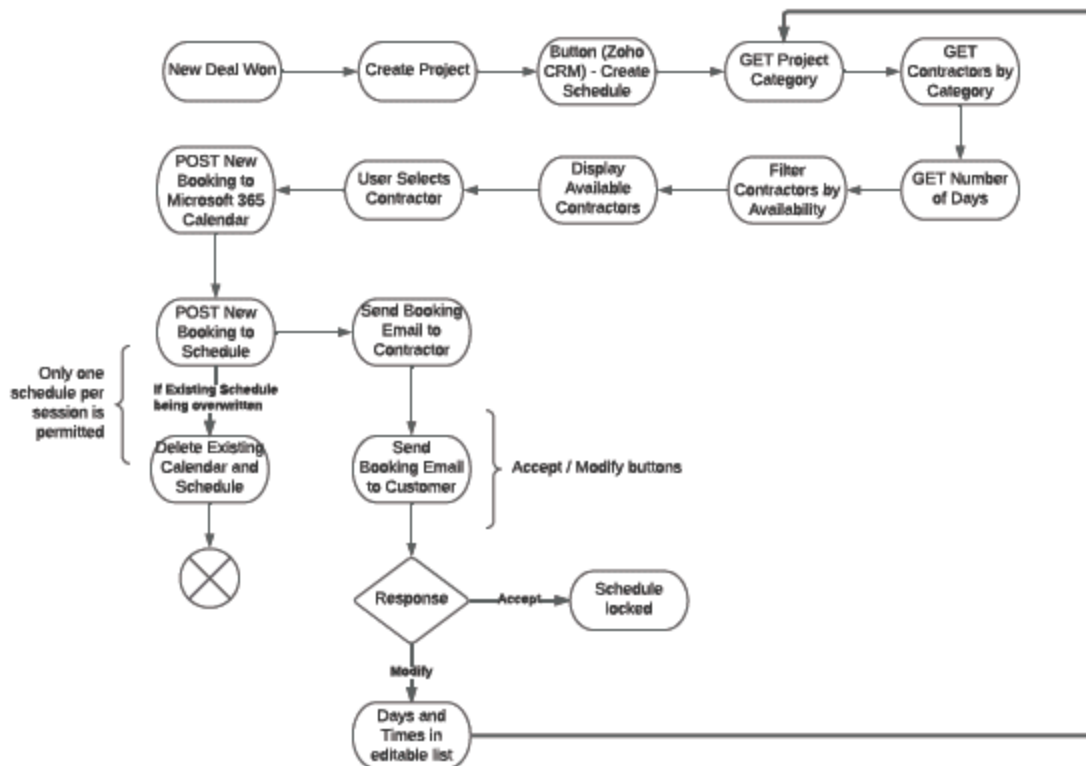 New Deal Won
Create Project
Button (Zoho
CRM) - Create
Schedule
GET Project
Category
GET
Contractors by
Category
POST New
Booking to
Microsoft 365
Calendar
User Selects
Contractor
Display
Available
Contractors
Filter
Contractors by
Availability
GET Number
of Days
POST New
Booking to
Schedule
Send Booking
Email to
Contractor
Only one
schedule per
session is
permitted
If Existing Schedule
being overwritten
Delete Existing
Calendar and
Schedule
Send
Booking Email
to Customer
Accept / Modify buttons
Response
Accept
Schedule
locked
Modify
Days and
Times in
editable list